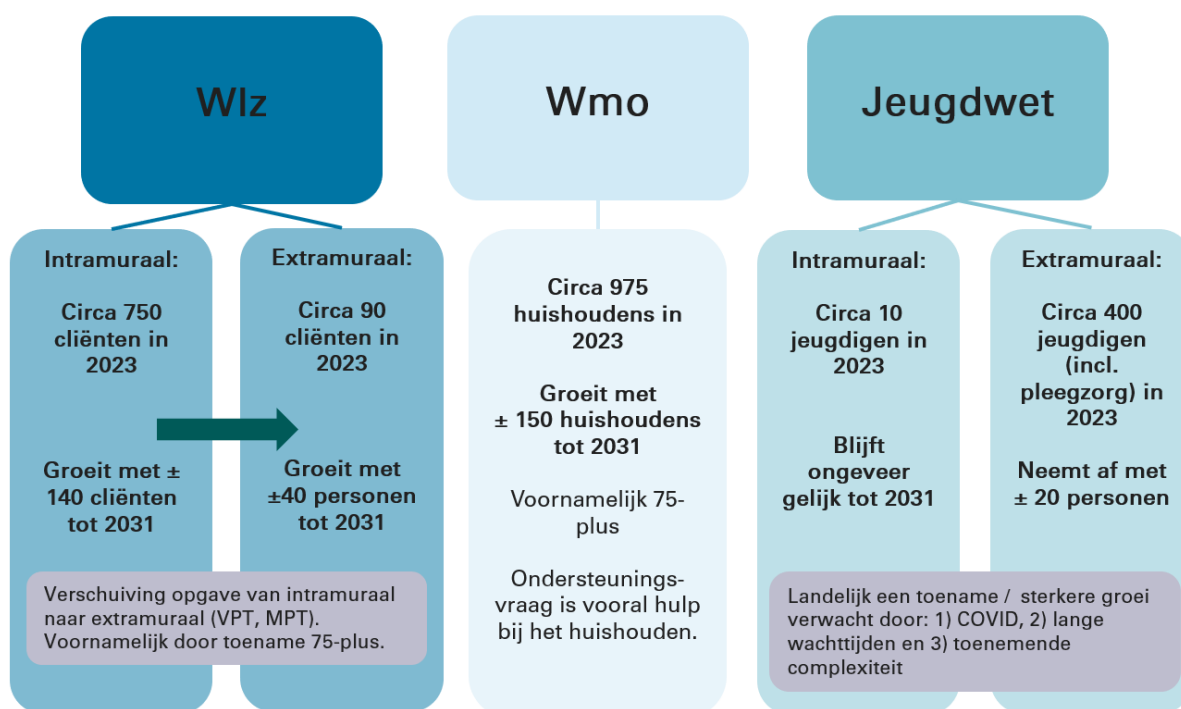 Wlz
Intramuraal:
Circa 750
cliënten in
2023
Groeit met ±
140 cliënten
tot 2031
Extramuraal:
Circa 90
cliënten in
2023
Groeit met
±40 personen
tot 2031
Verschuiving opgave van intramuraal
naar extramuraal (VPT, MPT).
Voornamelijk door toename 75-plus.
Wmo
Circa 975
huishoudens in
2023
Groeit met
± 150 huishoudens
tot 2031
Voornamelijk 75-
plus
Ondersteunings-
vraag is vooral hulp
bij het huishouden.
Jeugdwet
Intramuraal:
Circa 10
jeugdigen in
2023
Blijft
ongeveer
gelijk tot 2031
Extramuraal:
Circa 400
jeugdigen
(incl.
pleegzorg) in
2023
Neemt af met
± 20 personen
Landelijk een toename / sterkere groei
verwacht door: 1) COVID, 2) lange
wachttijden en 3) toenemende
complexiteit